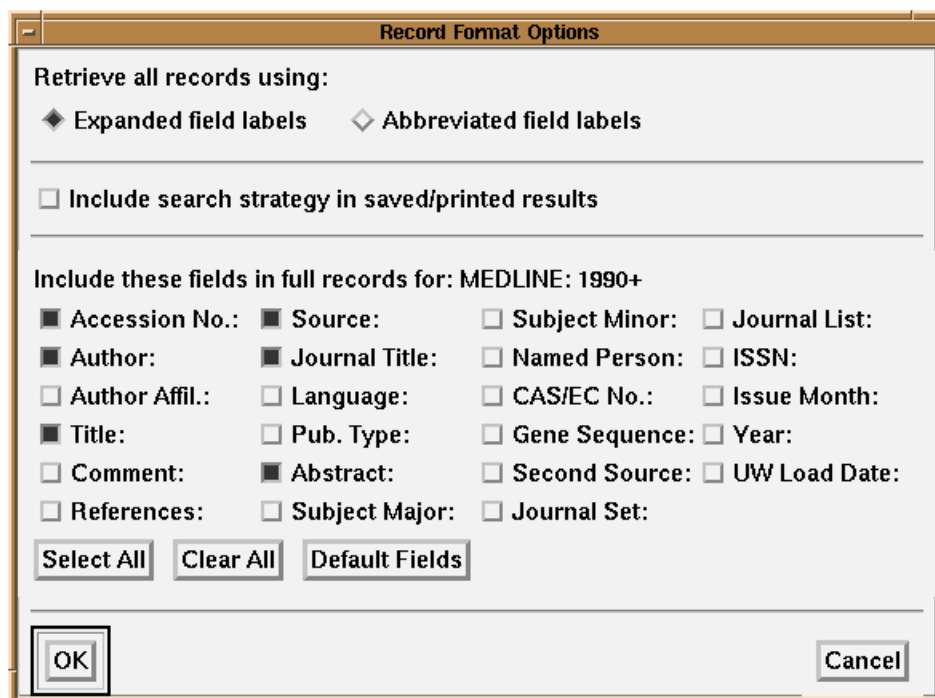 Record Format Options
Retrieve all records using:
Expanded field labels Abbreviated field labels
Include search strategy in saved/printed results
Include these fields in full records for: MEDLINE: 1990+
Accession No.: Source: Subject Minor: Journal List:
Author: Journal Title: Named Person: ISSN:
Author Affil.: Language: CAS/EC No.: Issue Month:
Title: Pub. Type: Gene Sequence: Year:
Comment: Abstract: Second Source: UW Load Date:
References: Subject Major: Journal Set:
Select All Clear All Default Fields
OK Cancel